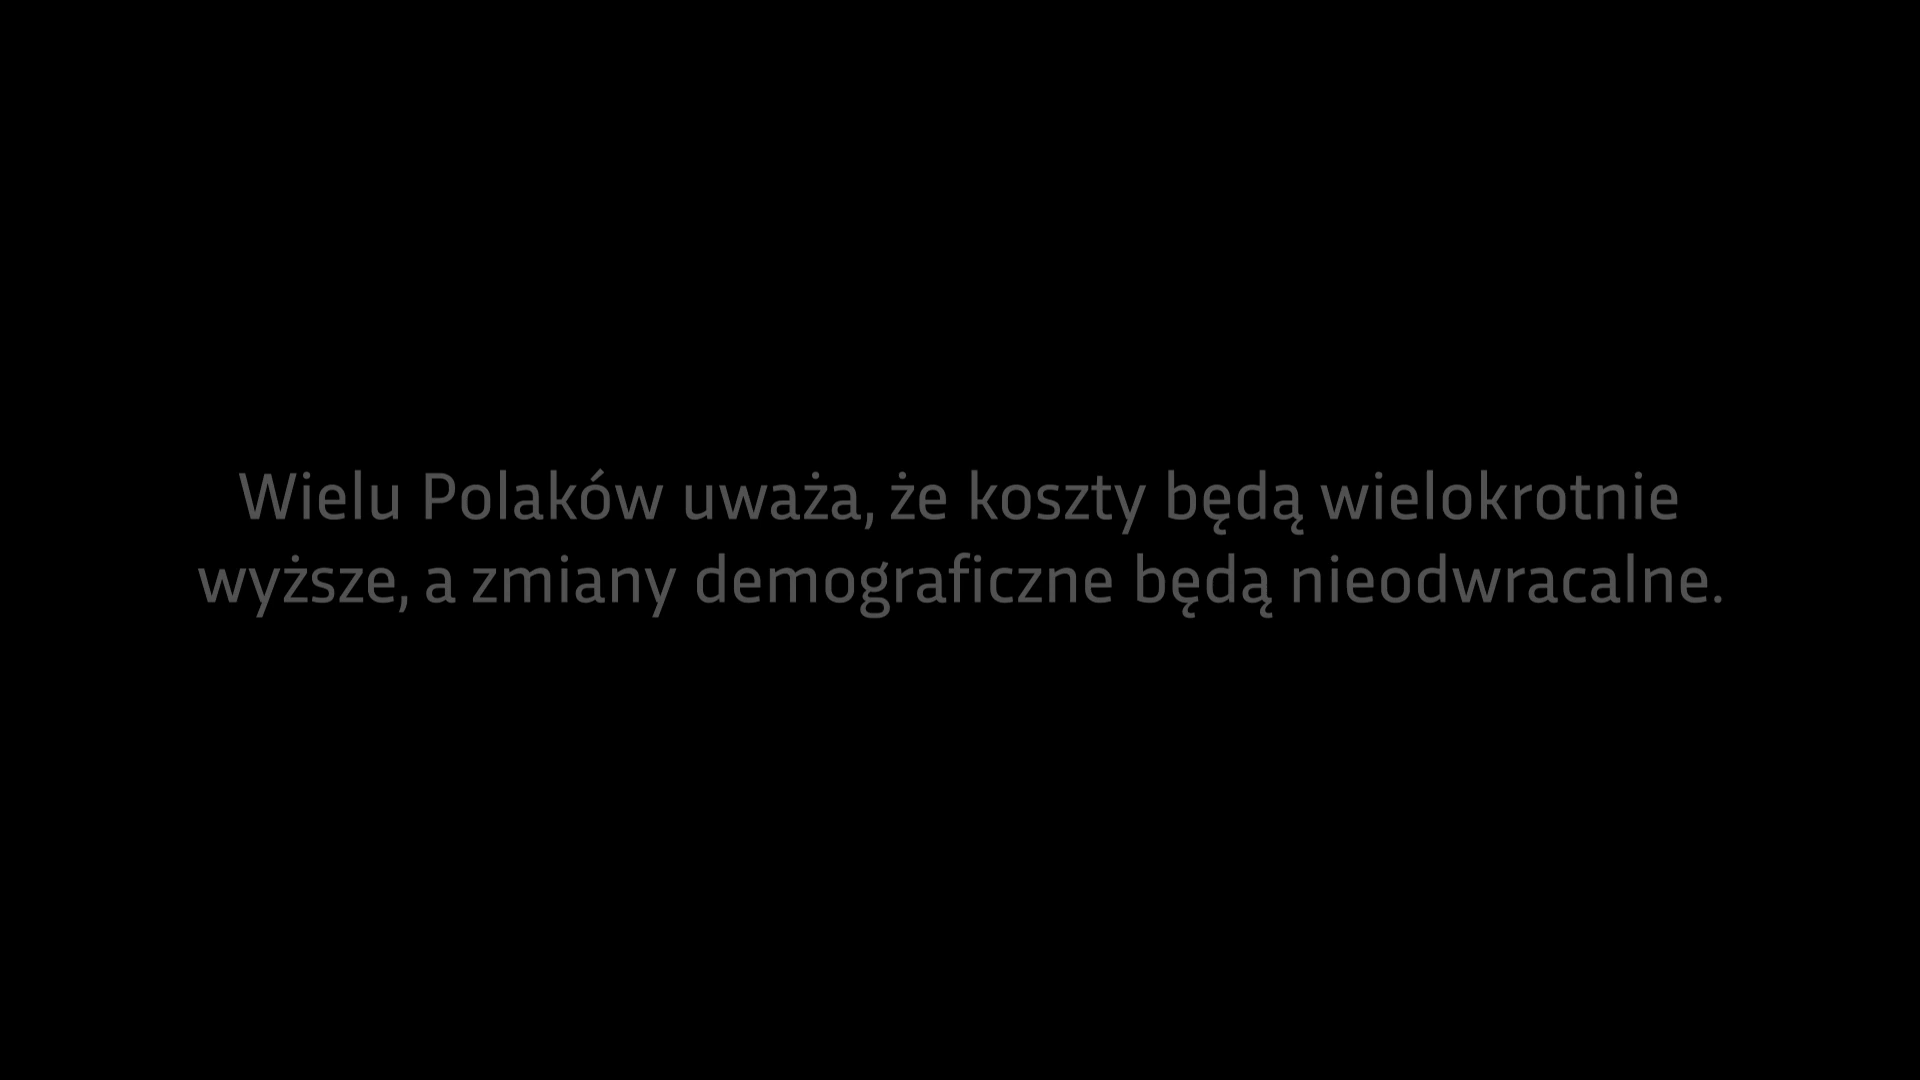 Wielu Polaków uważa, że koszty będą wielokrotnie
wyższe, a zmiany demograficzne będą nieodwracalne.